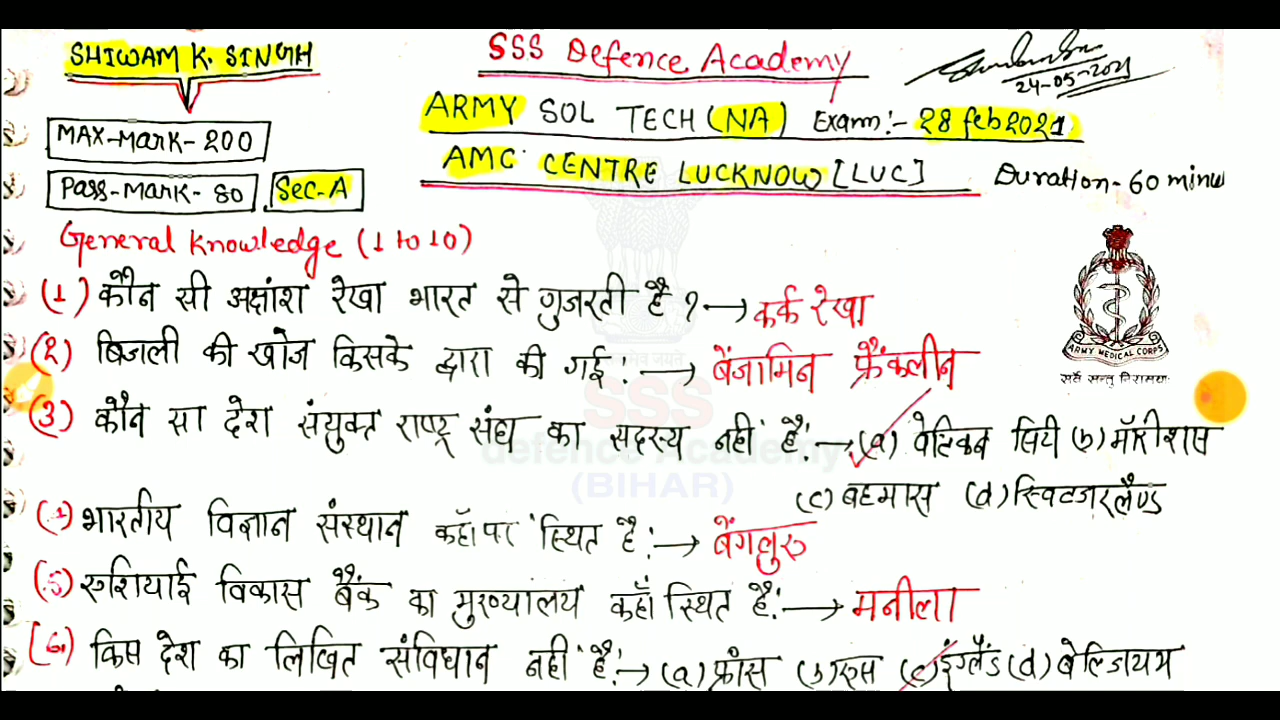 SHIWAM K. SINGH
SSS Defence Academy
24-05-2021
MAX-MARK-200
ARMY SOL TECH (NA) Exam:- 28 feb 2021
PASS-MARK-80
Sec-A
AMC CENTRE LUCKNOW [LUC]
Duration-60 minu
General Knowledge (1 to 10)
(1) कौन सी अक्षांश रेखा भारत से गुजरती है? → कर्क रेखा
ARMY MEDICAL CORPS
सर्वे सन्तु निरामयाः
(2) बिजली की खोज किसके द्वारा की गई: → बेंजामिन फ्रैंकलीन
(3) कौन सा देश संयुक्त राष्ट्र संघ का सदस्य नहीं है: → (a) वेटिकन सिटी (b) मॉरीशस
(c) बहमास (d) स्विटजरलैण्ड
SSS
defence Academy
(BIHAR)
(4) भारतीय विज्ञान संस्थान कहाँ पर स्थित है: → बेंगलुरु
(5) एशियाई विकास बैंक का मुख्यालय कहाँ स्थित है: → मनीला
(6) किस देश का लिखित संविधान नहीं है: → (a) फ्रांस (b) रूस (c) इंग्लैंड (d) बेल्जियम